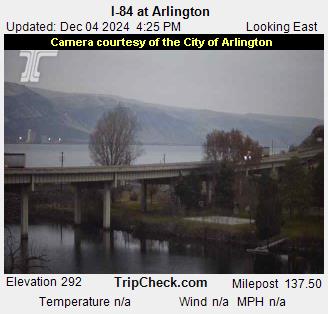 I-84 at Arlington
Updated: Dec 04 2024 4:25 PM Looking East
Camera courtesy of the City of Arlington
Elevation 292 TripCheck.com Milepost 137.50
Temperature n/a Wind n/a MPH n/a